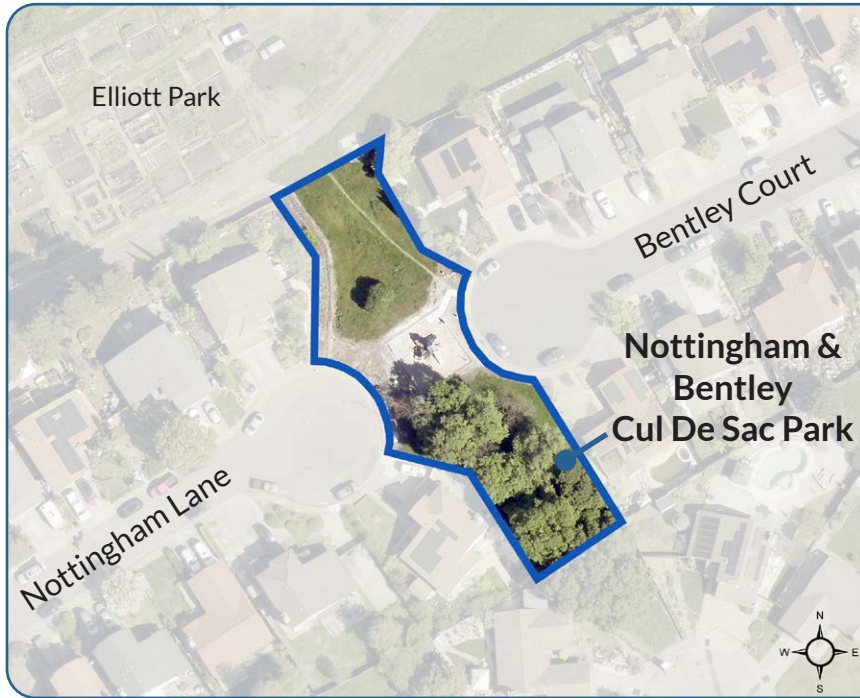 Elliott Park
Bentley Court
Nottingham &
Bentley
Cul De Sac Park
Nottingham Lane
N
W E
S